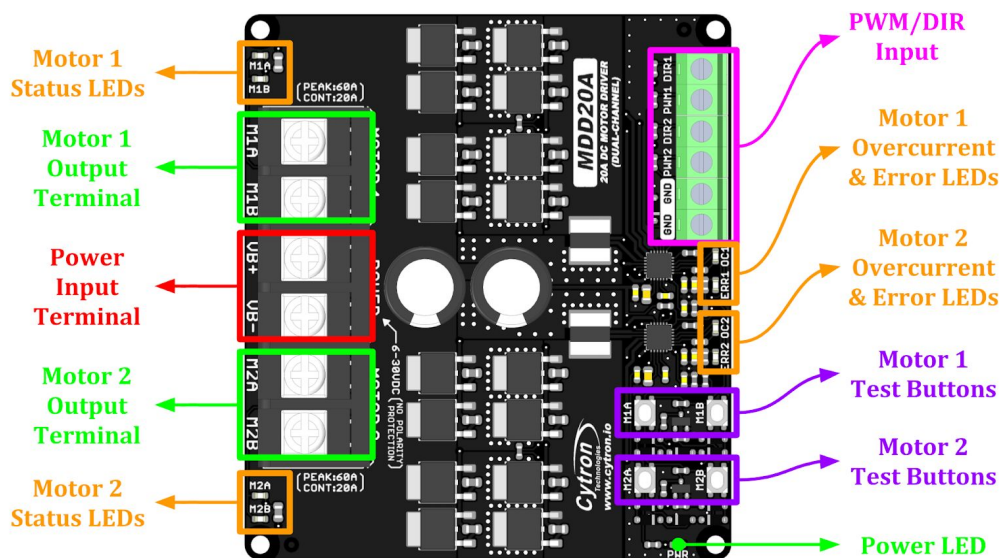 Motor 1
Status LEDs
Motor 1
Output
Terminal
Power
Input
Terminal
Motor 2
Output
Terminal
Motor 2
Status LEDs
M1A
M1B
(PEAK:60A
CONT:20A)
M1A
M1B
VB+
VB-
POWER
6-30VDC
(NO POLARITY
PROTECTION)
M2A
M2B
(PEAK:60A
CONT:20A)
M2A
M2B
MDD20A
20A DC MOTOR DRIVER
(DUAL-CHANNEL)
Cytron
Technologies
www.cytron.io
DIR1
PWM1
DIR2
PWM2
GND
GND
OC1
ERR1
OC2
ERR2
M1A
M1B
M2A
M2B
PWR
PWM/DIR
Input
Motor 1
Overcurrent
& Error LEDs
Motor 2
Overcurrent
& Error LEDs
Motor 1
Test Buttons
Motor 2
Test Buttons
Power LED